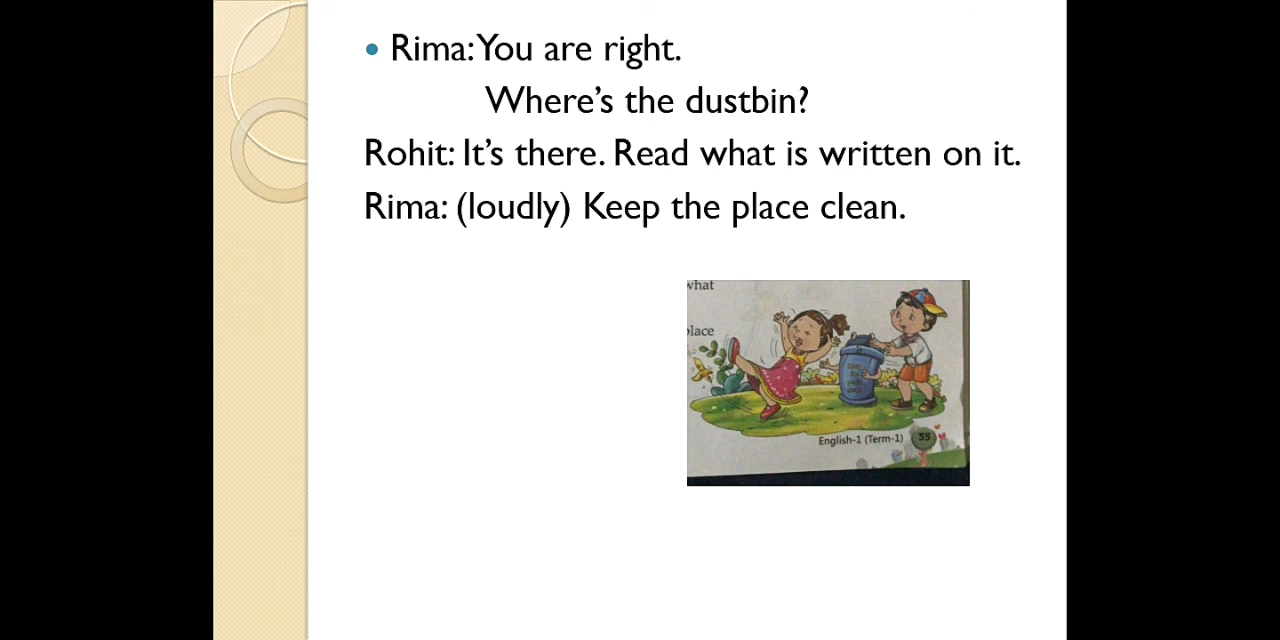 • Rima: You are right.
Where's the dustbin?
Rohit: It's there. Read what is written on it.
Rima: (loudly) Keep the place clean.
what
place
English-1 (Term-1) 35